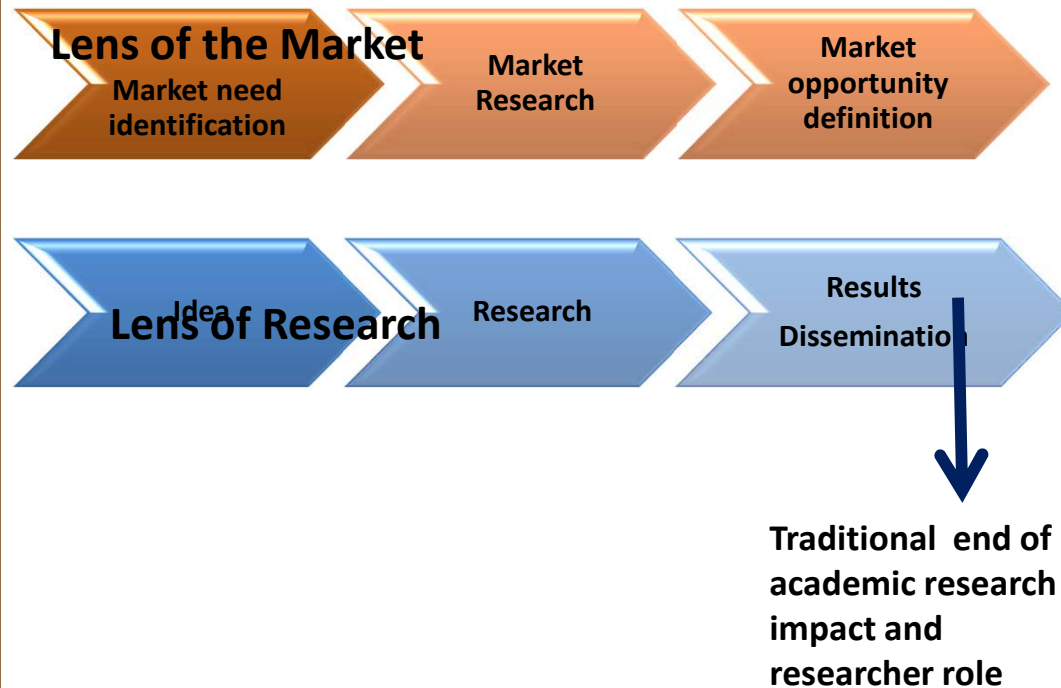 Lens of the Market
Market need
identification
Market
Research
Market
opportunity
definition
Idea
Lens of Research
Research
Results
Dissemination
Traditional end of
academic research
impact and
researcher role